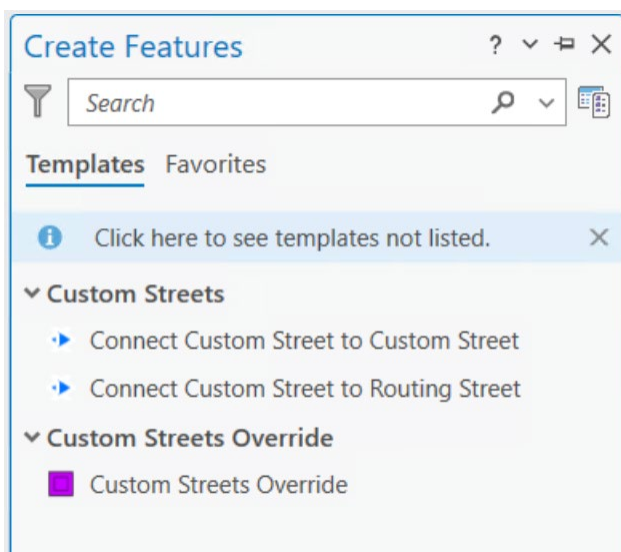 Create Features ?
Search
Templates Favorites
Click here to see templates not listed.
Custom Streets
Connect Custom Street to Custom Street
Connect Custom Street to Routing Street
Custom Streets Override
Custom Streets Override